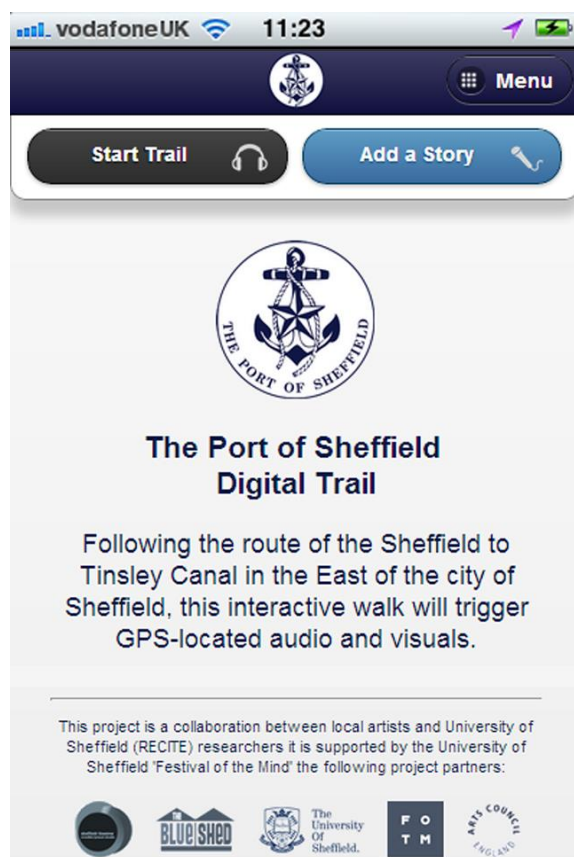 vodafone UK 11:23
Menu
Start Trail
Add a Story
THE PORT OF SHEFFIELD
The Port of Sheffield
Digital Trail
Following the route of the Sheffield to
Tinsley Canal in the East of the city of
Sheffield, this interactive walk will trigger
GPS-located audio and visuals.
This project is a collaboration between local artists and University of
Sheffield (RECITE) researchers it is supported by the University of
Sheffield 'Festival of the Mind' the following project partners:
THE
BLUE SHED
The
University
Of
Sheffield.
F O
T M
ARTS COUNCIL
ENGLAND